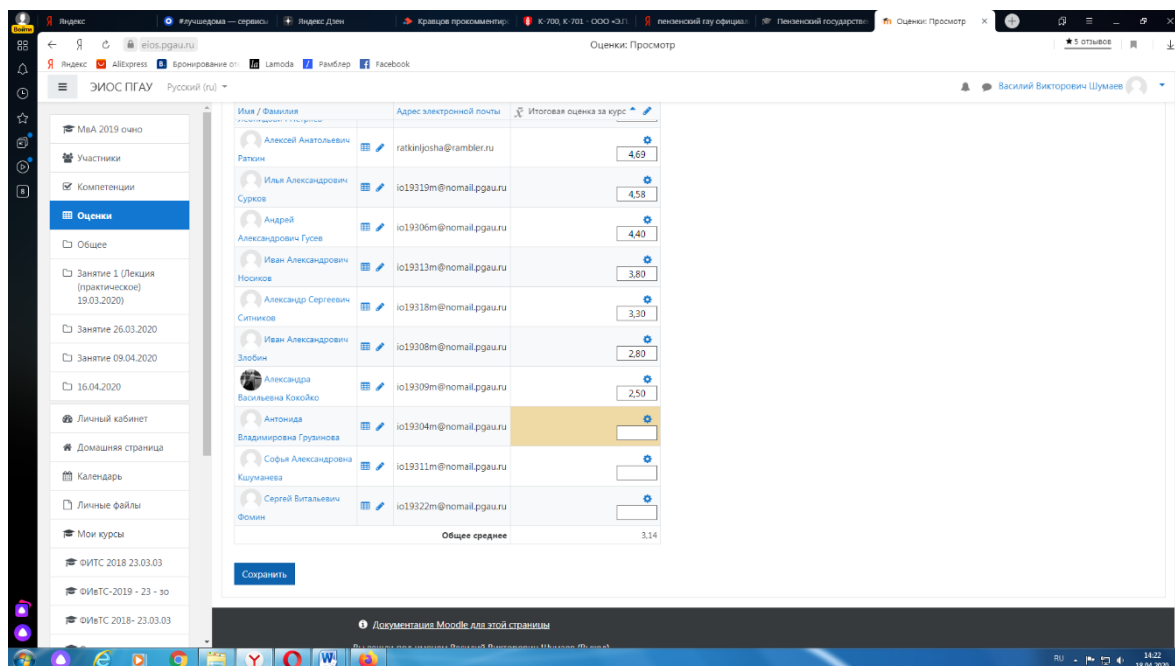 Войти
Яндекс
#лучшедома — сервисы
Яндекс Дзен
Кравцов прокомментиро
К-700, К-701 - ООО «ЭЛ
пензенский гау официал
Пензенский государстве
Оценки: Просмотр
eios.pgau.ru
Оценки: Просмотр
★ 5 отзывов
Яндекс
AliExpress
Бронирование от
Lamoda
Рамблер
Facebook
ЭИОС ПГАУ Русский (ru)
Василий Викторович Шумаев
МвА 2019 очно
Участники
Компетенции
Оценки
Общее
Занятие 1 (Лекция
(практическое)
19.03.2020)
Занятие 26.03.2020
Занятие 09.04.2020
16.04.2020
Личный кабинет
Домашняя страница
Календарь
Личные файлы
Мои курсы
ФИТС 2018 23.03.03
ФИвТС-2019 - 23 - зо
ФИвТС 2018- 23.03.03
Имя / Фамилия Адрес электронной почты Итоговая оценка за курс
Алексей Анатольевич
Раткин
ratkinljosha@rambler.ru
4,69
Илья Александрович
Сурков
io19319m@nomail.pgau.ru
4,58
Андрей
Александрович Гусев
io19306m@nomail.pgau.ru
4,40
Иван Александрович
Носиков
io19313m@nomail.pgau.ru
3,80
Александр Сергеевич
Ситников
io19318m@nomail.pgau.ru
3,30
Иван Александрович
Злобин
io19308m@nomail.pgau.ru
2,80
Александра
Васильевна Кокойко
io19309m@nomail.pgau.ru
2,50
Антонида
Владимировна Грузинова
io19304m@nomail.pgau.ru
Софья Александровна
Кшуманева
io19311m@nomail.pgau.ru
Сергей Витальевич
Фомин
io19322m@nomail.pgau.ru
Общее среднее 3,14
Сохранить
Документация Moodle для этой страницы
RU
14:22
18.04.2020